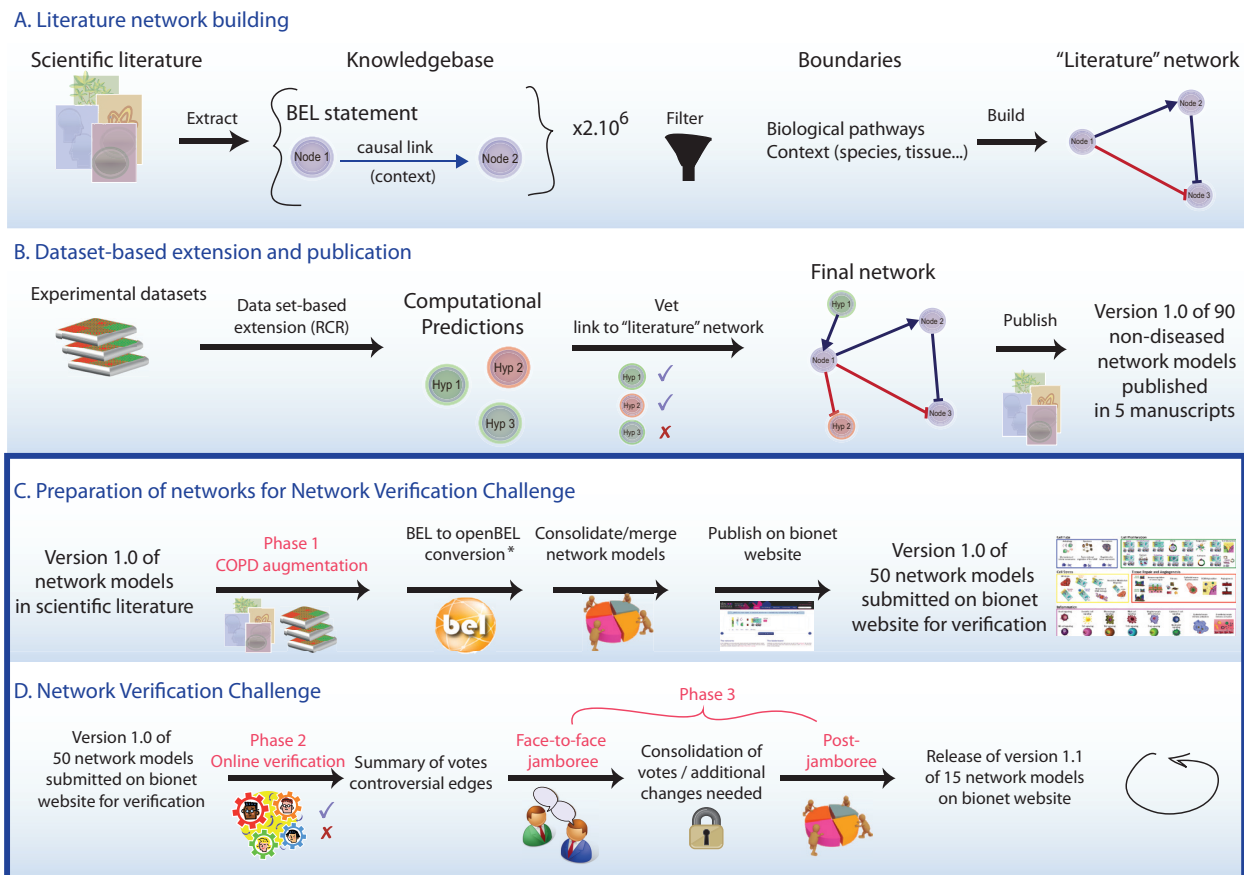 A. Literature network building
Scientific literature
Knowledgebase
Boundaries
“Literature” network
Extract
BEL statement
Node 1
causal link
(context)
Node 2
x2.10^6
Filter
Biological pathways
Context (species, tissue...)
Build
Node 1
Node 2
Node 3
B. Dataset-based extension and publication
Experimental datasets
Data set-based
extension (RCR)
Computational
Predictions
Hyp 1
Hyp 2
Hyp 3
Vet
link to “literature” network
Hyp 1 ✓
Hyp 2 ✓
Hyp 3 ✗
Final network
Hyp 1
Node 2
Node 1
Node 3
Hyp 2
Publish
Version 1.0 of 90
non-diseased
network models
published
in 5 manuscripts
C. Preparation of networks for Network Verification Challenge
Version 1.0 of
network models
in scientific literature
Phase 1
COPD augmentation
BEL to openBEL
conversion*
bel
Consolidate/merge
network models
Publish on bionet
website
Version 1.0 of
50 network models
submitted on bionet
website for verification
D. Network Verification Challenge
Version 1.0 of
50 network models
submitted on bionet
website for verification
Phase 2
Online verification
✓
✗
Summary of votes
controversial edges
Phase 3
Face-to-face
jamboree
Consolidation of
votes / additional
changes needed
Post-
jamboree
Release of version 1.1
of 15 network models
on bionet website